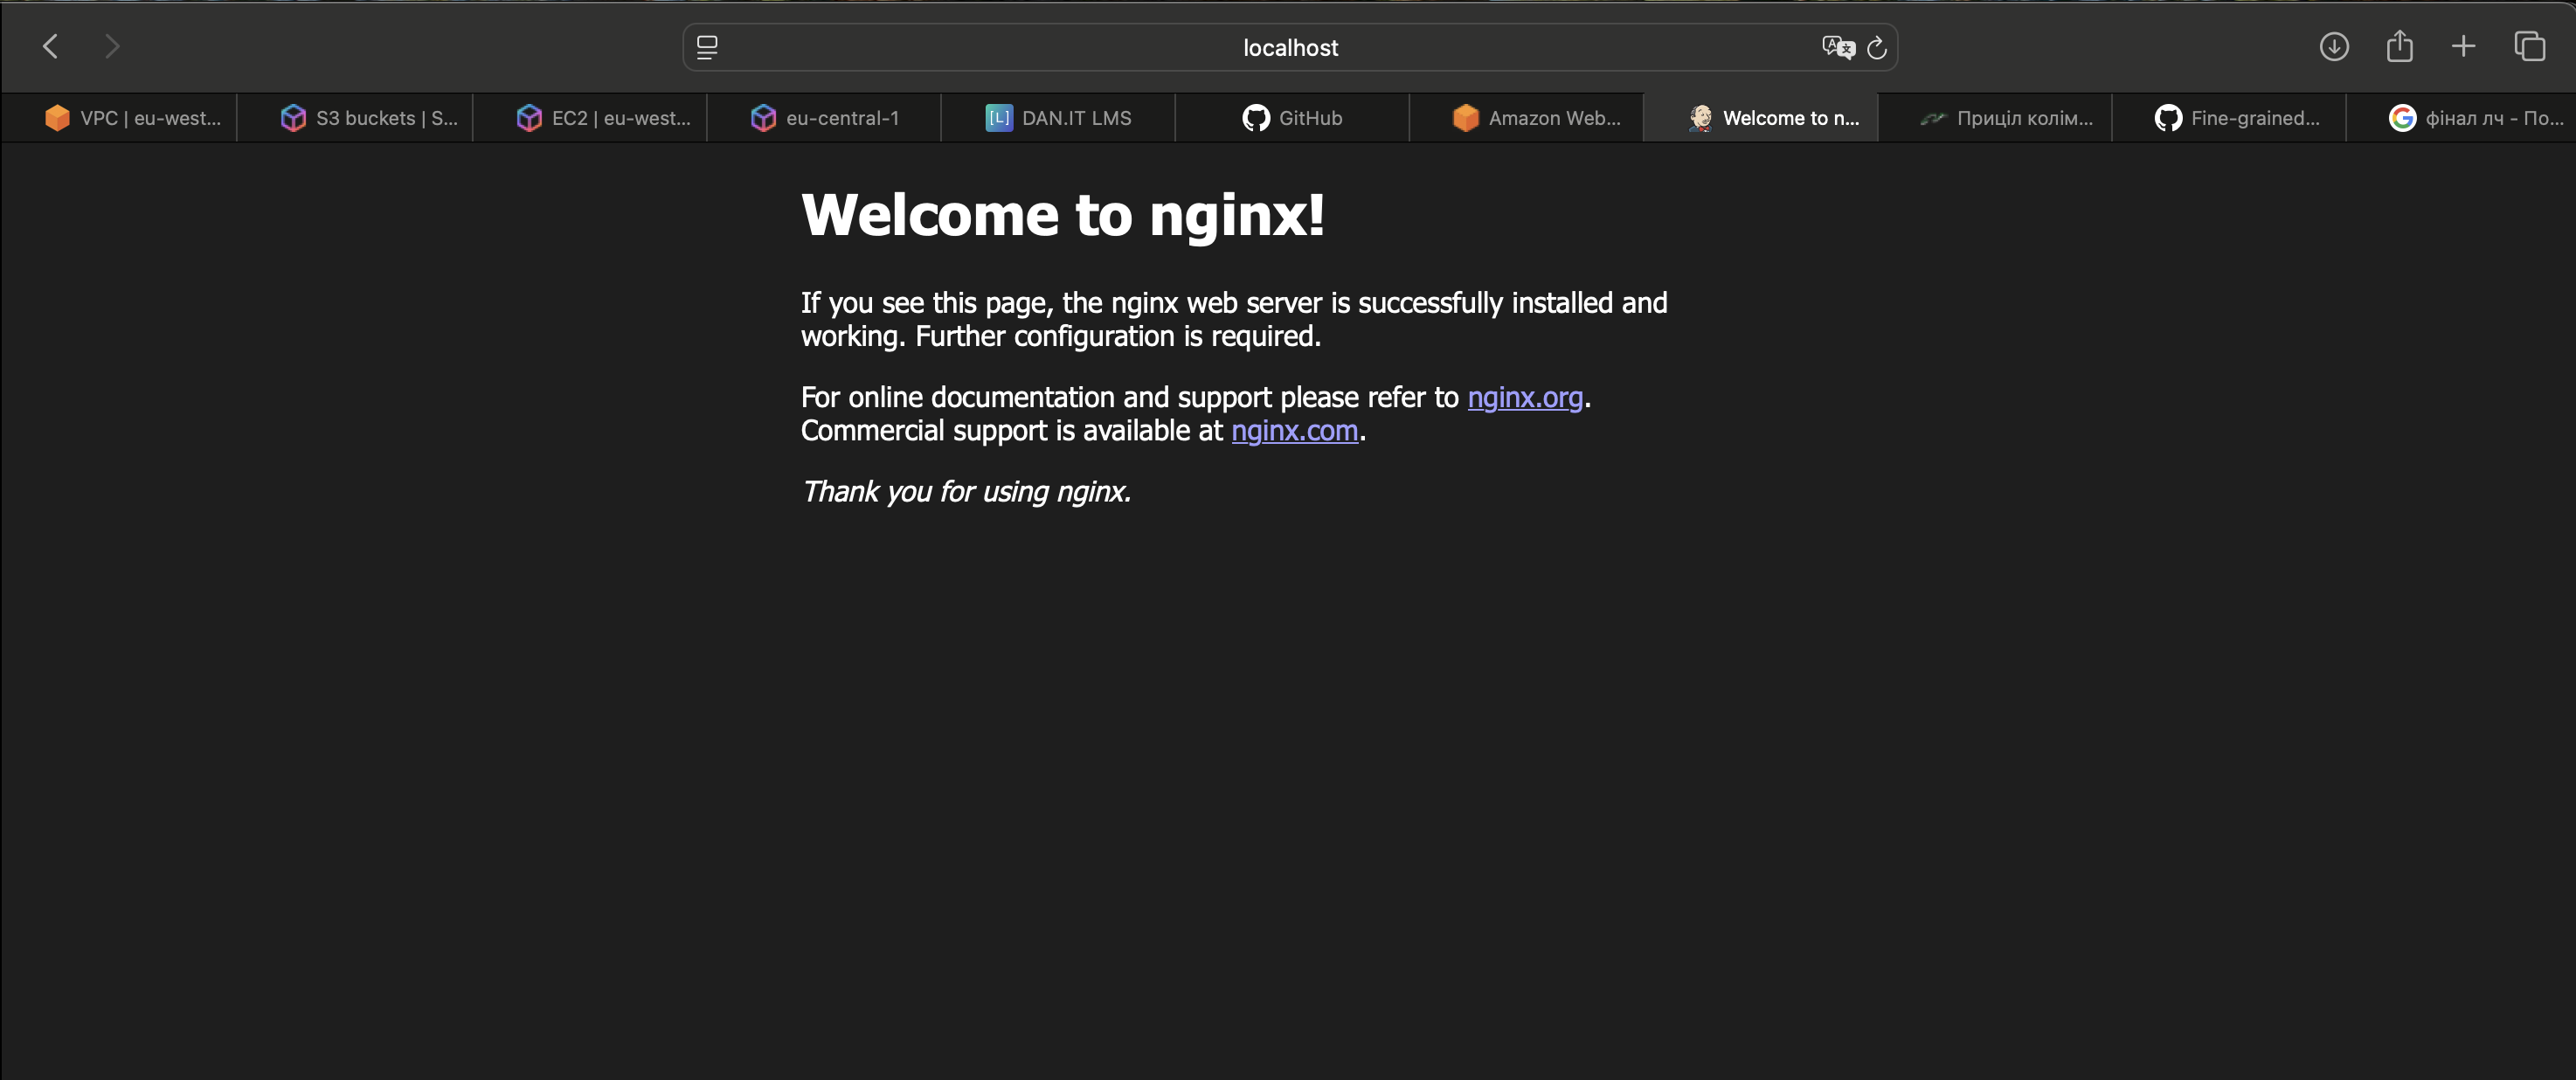 localhost
VPC | eu-west...
S3 buckets | S...
EC2 | eu-west...
eu-central-1
[L] DAN.IT LMS
GitHub
Amazon Web...
Welcome to n...
Приціл колім...
Fine-grained...
G фінал лч - По...
Welcome to nginx!
If you see this page, the nginx web server is successfully installed and
working. Further configuration is required.
For online documentation and support please refer to nginx.org.
Commercial support is available at nginx.com.
Thank you for using nginx.